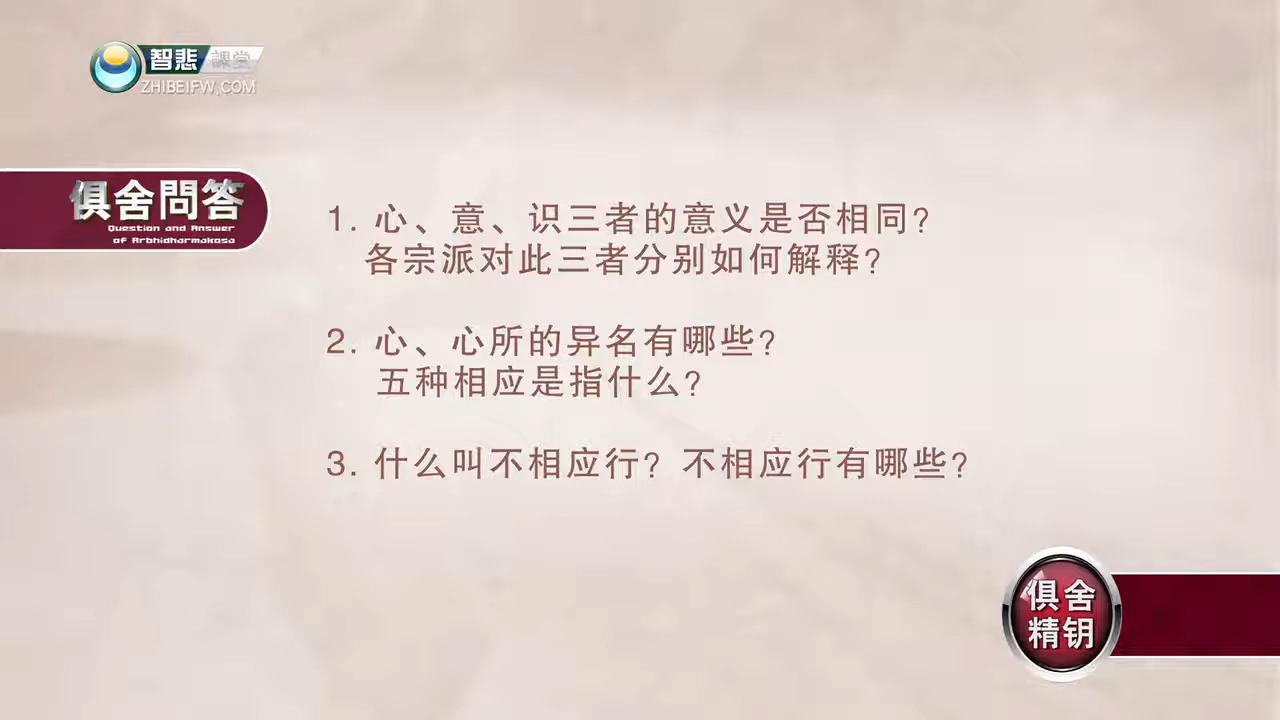 智悲課堂
ZHIBEIFW.COM
俱舍問答
Question and Answer
of Arbhidharmakosa
1. 心、意、识三者的意义是否相同?
各宗派对此三者分别如何解释?
2. 心、心所的异名有哪些?
五种相应是指什么?
3. 什么叫不相应行? 不相应行有哪些?
俱舍
精钥